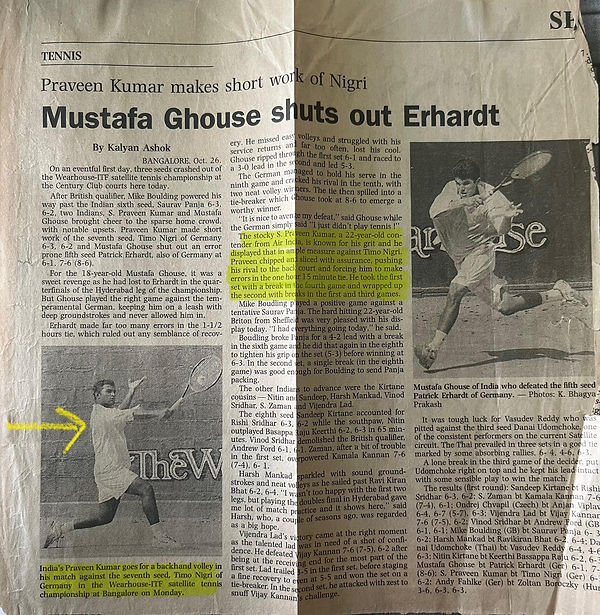 SP
TENNIS
Praveen Kumar makes short work of Nigri
Mustafa Ghouse shuts out Erhardt
By Kalyan Ashok
BANGALORE, Oct. 26.
On an eventful first day, three seeds crashed out of
the Wearhouse-ITF satellite tennis championship at
the Century Club courts here today.
After British qualifier, Mike Boulding powered his
way past the Indian sixth seed, Saurav Panja 6-3,
6-2, two Indians, S. Praveen Kumar and Mustafa
Ghouse brought cheer to the sparse home crowd,
with notable upsets. Praveen Kumar made short
work of the seventh seed, Timo Nigri of Germany
6-3, 6-2 and Mustafa Ghouse shut out an error
prone fifth seed Patrick Erhardt, also of Germany at
6-1, 7-6 (8-6).
For the 18-year-old Mustafa Ghouse, it was a
sweet revenge as he had lost to Erhardt in the quar-
terfinals of the Hyderabad leg of the championship.
But Ghouse played the right game against the tem-
peramental German, keeping him on a leash with
deep groundstrokes and never allowed him in.
Erhardt made far too many errors in the 1-1/2
hours tie, which ruled out any semblance of recov-
TheW
India's Praveen Kumar goes for a backhand volley in
his match against the seventh seed, Timo Nigri of
Germany in the Wearhouse-ITF satellite tennis
championship at Bangalore on Monday.
ery. He missed easy volleys and struggled with his
service returns and far too often, lost his cool.
Ghouse ripped through the first set 6-1 and raced to
a 3-0 lead in the second and led 5-3.
The German managed to hold his serve in the
ninth game and cracked his rival in the tenth, with
two neat volley winners. The tie then spilled into a
tie-breaker which Ghouse took at 8-6 to emerge a
worthy winner.
"It is nice to avenge my defeat," said Ghouse while
the German simply said "I just didn't play tennis !"
The stocky S. Praveen Kumar, a 22-year-old con-
tender from Air India, is known for his grit and he
displayed that in ample measure against Timo Nigri.
Praveen chipped and sliced with assurance, pushing
his rival to the back court and forcing him to make
errors in the one hour 15 minute tie. He took the first
set with a break in the fourth game and wrapped up
the second with breaks in the first and third games.
Mike Boulding played a positive game against a
tentative Saurav Panja. The hard hitting 22-year-old
Briton from Sheffield was very pleased with his dis-
play today. "I had everything going today," he said.
Boulding broke Panja for a 4-2 lead with a break
in the sixth game and he did that again in the eighth
to tighten his grip on the set (5-3) before winning at
6-3. In the second set, a single break (in the eighth
game) was good enough for Boulding to send Panja
packing.
The other Indians to advance were the Kirtane
cousins — Nitin and Sandeep, Harsh Mankad, Vinod
Sridhar, S. Zaman and Vijendra Lad.
The eighth seed Sandeep Kirtane accounted for
Rishi Sridhar 6-3, 6-2 while the southpaw, Nitin
outplayed Basappa Raju Keerthi 6-2, 6-3 in 65 min-
utes. Vinod Sridhar demolished the British qualifier,
Andrew Ford 6-1, 6-1. Zaman, after a bit of trouble
in the first set, overpowered Kamala Kannan 7-6
(7-4), 6-1.
Harsh Mankad sparkled with sound ground-
strokes and neat volleys as he sailed past Ravi Kiran
Bhat 6-2, 6-4. "I wasn't too happy with the first two
legs, but playing the doubles final in Hyderabad gave
me lot of match practice and it shows here," said
Harsh, who, a couple of seasons ago, was regarded
as a big hope.
Vijendra Lad's victory came at the right moment
as the talented lad was in need of a shot of confi-
dence. He defeated Vijay Kannan 7-6 (7-5), 6-2 after
being at the receiving end for the most part of the
first set. Lad trailed 3-5 in the first set, before staging
a fine recovery to even at 5-5 and won the set on a
tie-breaker. In the second set, he attacked with zest to
snuff Vijay Kannan's challenge.
arhouse
Mustafa Ghouse of India who defeated the fifth seed
Patrick Erhardt of Germany. — Photos: K. Bhagya
Prakash
It was tough luck for Vasudev Reddy who was
pitted against the first seed Danai Udomchoke, one
of the consistent performers on the current Satellite
circuit. The Thai prevailed in three sets in a good tie
marked by some absorbing rallies. 6-4, 4-6,
A lone break in the third game of the decider, put
Udomchoke right on top and he kept his lead intact
with some sensible play to win the match.
The results (first round): Sandeep Kirtane bt Rishi
Sridhar 6-3, 6-2; S. Zaman bt Kamala Kannan 7-6
(7-4), 6-1; Ondrej Chvapil (Czech) bt Anjan
6-4, 6-7 (5-7), 6-3; Vijendra Lad bt Vijay Kannan
7-6 (7-5), 6-2; Vinod Sridhar bt Andrew Ford
6-1, 6-1; Mike Boulding (GB) bt Saurav Panja 6-3,
6-2; Harsh Mankad bt Ravikiran Bhat 6-2, 6-4; Da-
nai Udomchoke (Thai) bt Vasudev Reddy 6-4,
6-3; Nitin Kirtane bt Keerthi Basappa Raju 6-2, 6-3;
Mustafa Ghouse bt Patrick Erhardt (Ger
(8-6); S. Praveen Kumar bt Timo Nigri (Ger) 6-3,
6-2; Andy Fahlke (Ger) bt Zoltan Boroczky (Hun)
3-6, 6-3, 6-3.